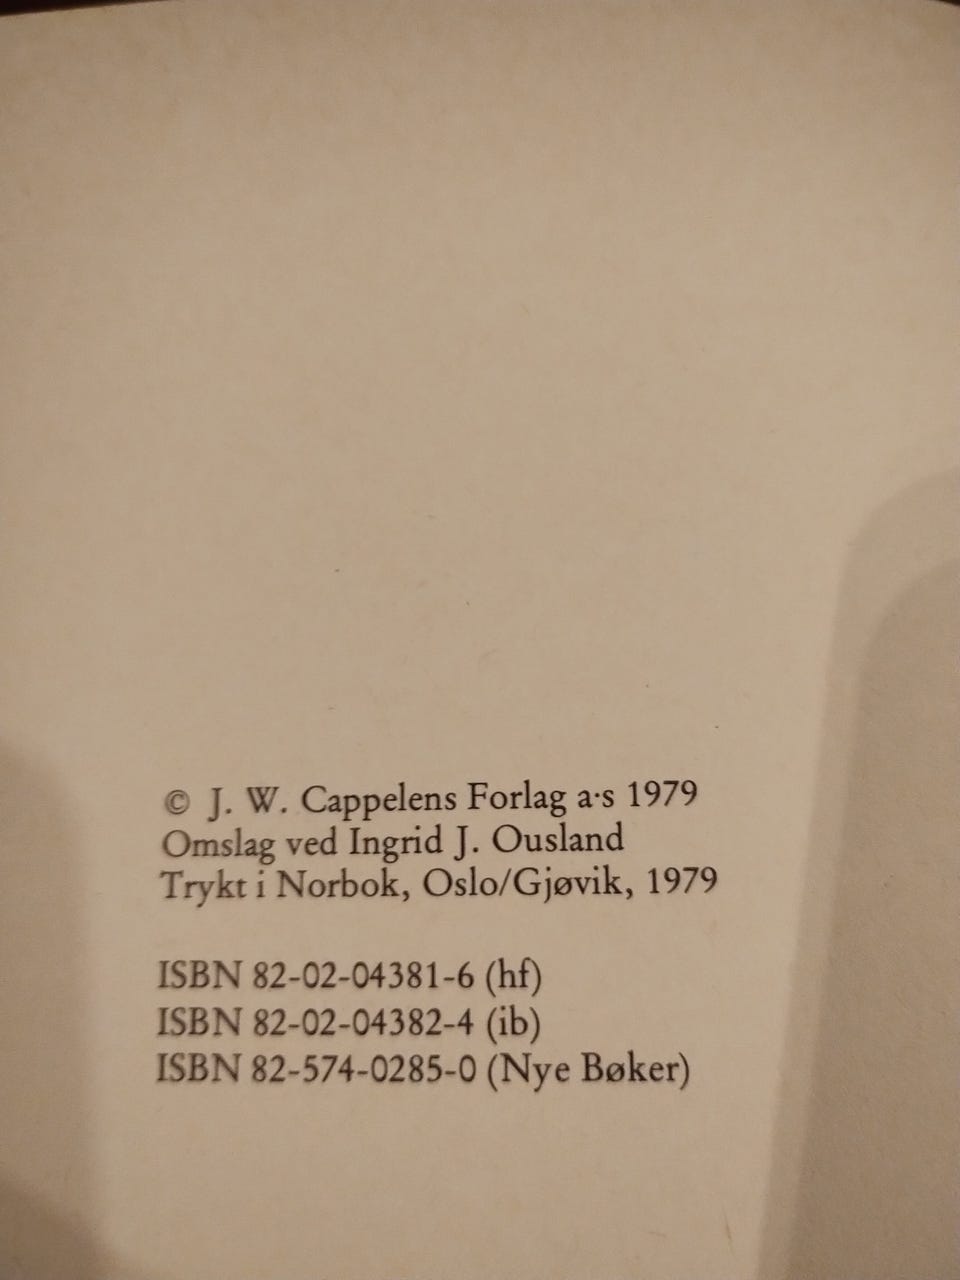 © J. W. Cappelens Forlag a·s 1979
Omslag ved Ingrid J. Ousland
Trykt i Norbok, Oslo/Gjøvik, 1979
ISBN 82-02-04381-6 (hf)
ISBN 82-02-04382-4 (ib)
ISBN 82-574-0285-0 (Nye Bøker)